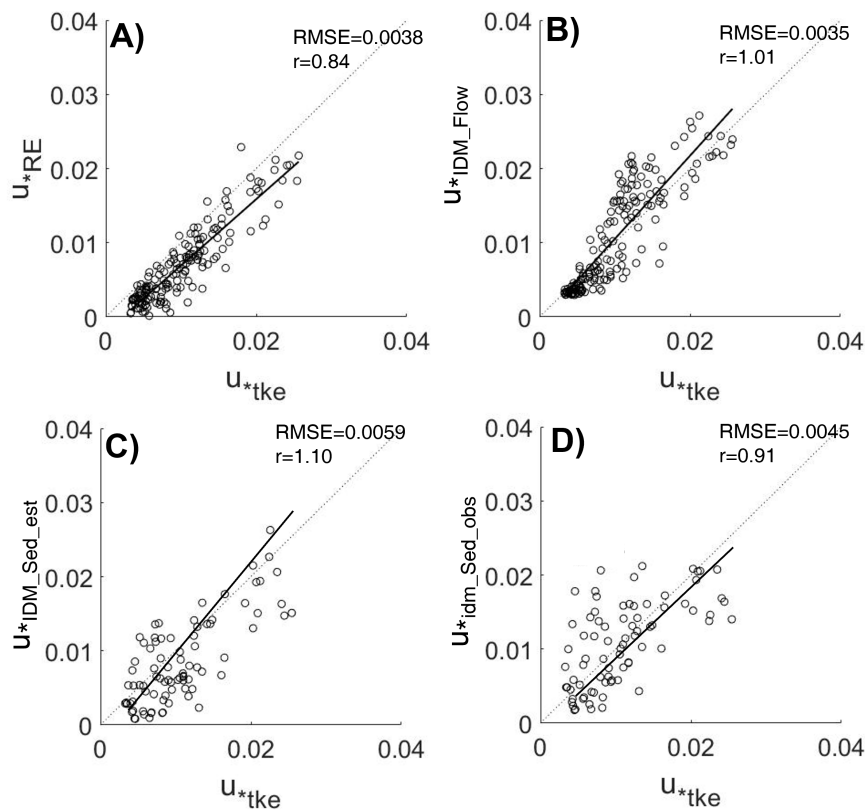 A)
RMSE=0.0038
r=0.84
0.04
0.03
0.02
0.01
0
u*RE
0
0.02
0.04
u*tke
B)
RMSE=0.0035
r=1.01
0.04
0.03
0.02
0.01
0
u*IDM_Flow
0
0.02
0.04
u*tke
C)
RMSE=0.0059
r=1.10
0.04
0.03
0.02
0.01
0
u*IDM_Sed_est
0
0.02
0.04
u*tke
D)
RMSE=0.0045
r=0.91
0.04
0.03
0.02
0.01
0
u*idm_Sed_obs
0
0.02
0.04
u*tke